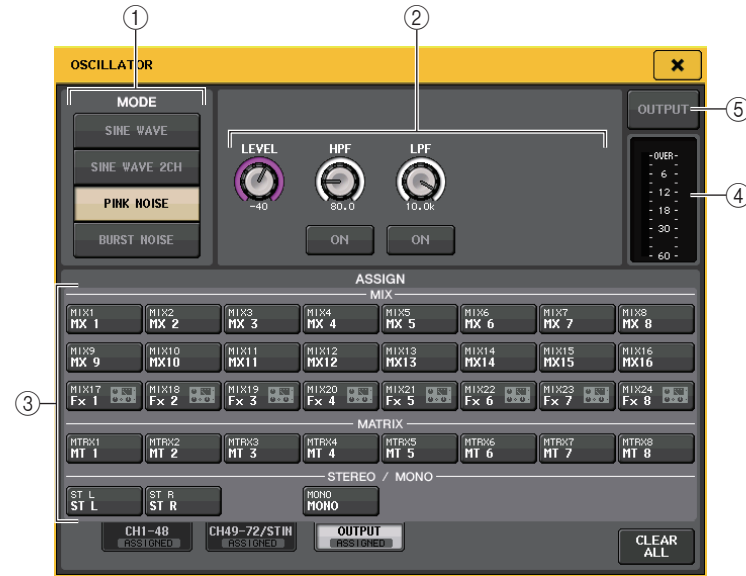 ① ②
OSCILLATOR ×
MODE
SINE WAVE
SINE WAVE 2CH
PINK NOISE
BURST NOISE
LEVEL HPF LPF
-40 80.0 10.0k
ON ON
OUTPUT ⑤
-OVER-
- 6 -
- 12 -
- 18 -
- 30 -
- 60 -
④
ASSIGN
③
MIX
MIX1 MIX2 MIX3 MIX4 MIX5 MIX6 MIX7 MIX8
MX 1 MX 2 MX 3 MX 4 MX 5 MX 6 MX 7 MX 8
MIX9 MIX10 MIX11 MIX12 MIX13 MIX14 MIX15 MIX16
MX 9 MX10 MX11 MX12 MX13 MX14 MX15 MX16
MIX17 MIX18 MIX19 MIX20 MIX21 MIX22 MIX23 MIX24
Fx 1 Fx 2 Fx 3 Fx 4 Fx 5 Fx 6 Fx 7 Fx 8
MATRIX
MTRX1 MTRX2 MTRX3 MTRX4 MTRX5 MTRX6 MTRX7 MTRX8
MT 1 MT 2 MT 3 MT 4 MT 5 MT 6 MT 7 MT 8
STEREO / MONO
ST L ST R MONO
ST L ST R MONO
CH1-48 CH49-72/STIN OUTPUT
ASSIGNED ASSIGNED ASSIGNED
CLEAR
ALL